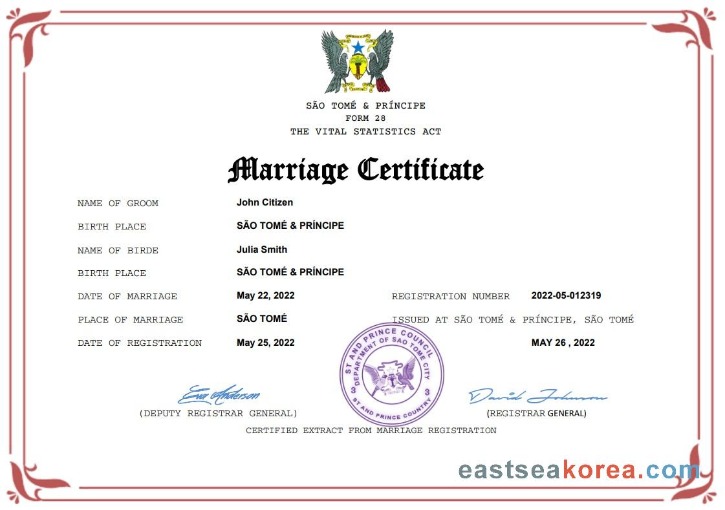 SÃO TOMÉ & PRÍNCIPE
FORM 28
THE VITAL STATISTICS ACT
Marriage Certificate
NAME OF GROOM John Citizen
BIRTH PLACE SÃO TOMÉ & PRÍNCIPE
NAME OF BIRDE Julia Smith
BIRTH PLACE SÃO TOMÉ & PRÍNCIPE
DATE OF MARRIAGE May 22, 2022 REGISTRATION NUMBER 2022-05-012319
PLACE OF MARRIAGE SÃO TOMÉ ISSUED AT SÃO TOMÉ & PRÍNCIPE, SÃO TOMÉ
DATE OF REGISTRATION May 25, 2022 MAY 26 , 2022
ST AND PRINCE COUNCIL
DEPARTMENT OF SAO TOME CITY
3 3
ST AND PRINCE COUNTRY
Eva Anderson David Johnson
(DEPUTY REGISTRAR GENERAL) (REGISTRAR GENERAL)
CERTIFIED EXTRACT FROM MARRIAGE REGISTRATION
eastseakorea.com